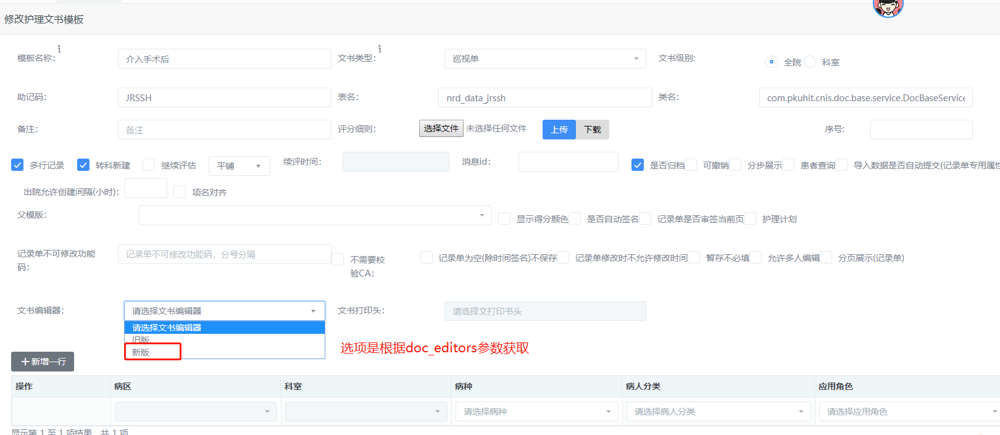 修改护理文书模板
模板名称: i
介入手术后
文书类型: i
巡视单
文书级别:
全院
科室
助记码:
JRSSH
表名:
nrd_data_jrssh
类名:
com.pkuhit.cnis.doc.base.service.DocBaseService
备注:
备注
评分细则:
选择文件 未选择任何文件
上传
下载
序号:
多行记录
转科新建
继续评估
平铺
续评时间:
消息id:
是否归档
可撤销
分步展示
患者查询
导入数据是否自动提交(记录单专用属性
出院允许创建间隔(小时):
项名对齐
父模版:
显示得分颜色
是否自动签名
记录单是否审签当前页
护理计划
记录单不可修改功能
码:
记录单不可修改功能码，分号分隔
不需要校
验CA:
记录单为空(除时间签名)不保存
记录单修改时不允许修改时间
暂存不必填
允许多人编辑
分页展示(记录单)
文书编辑器:
请选择文书编辑器
文书打印头:
请选择文打印书头
请选择文书编辑器
旧版
新版
选项是根据doc_editors参数获取
+新增一行
操作 病区 科室 病种 病人分类 应用角色
请选择病种 请选择病人分类 请选择应用角色
显示第 1 至 1 项结果，共 1 项